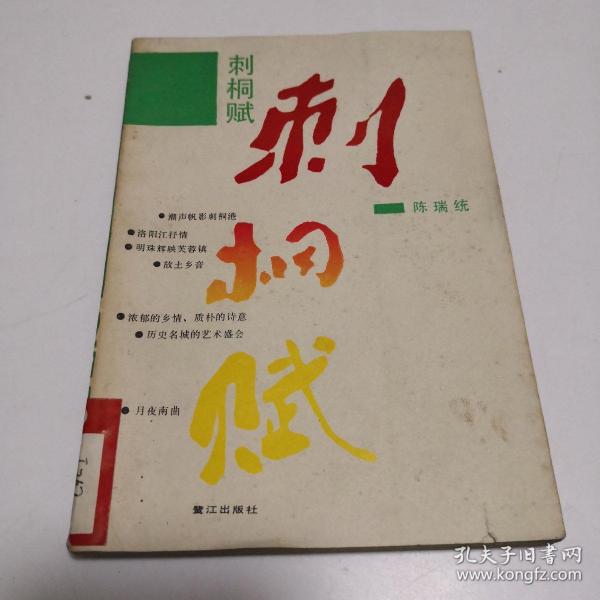 刺桐赋
刺
桐
赋
陈瑞统
●潮声帆影刺桐港
●洛阳江抒情
●明珠辉映芙蓉镇
●故土乡音
●浓郁的乡情、质朴的诗意
●历史名城的艺术盛会
●月夜南曲
鹭江出版社
孔夫子旧书网
www.kongfz.com